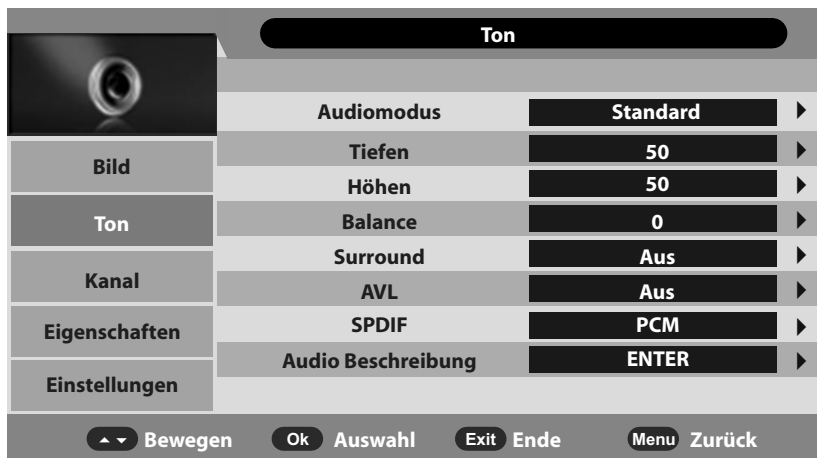 Ton
Audiomodus Standard
Tiefen 50
Höhen 50
Balance 0
Surround Aus
AVL Aus
SPDIF PCM
Audio Beschreibung ENTER
Bild
Ton
Kanal
Eigenschaften
Einstellungen
Bewegen Ok Auswahl Exit Ende Menu Zurück